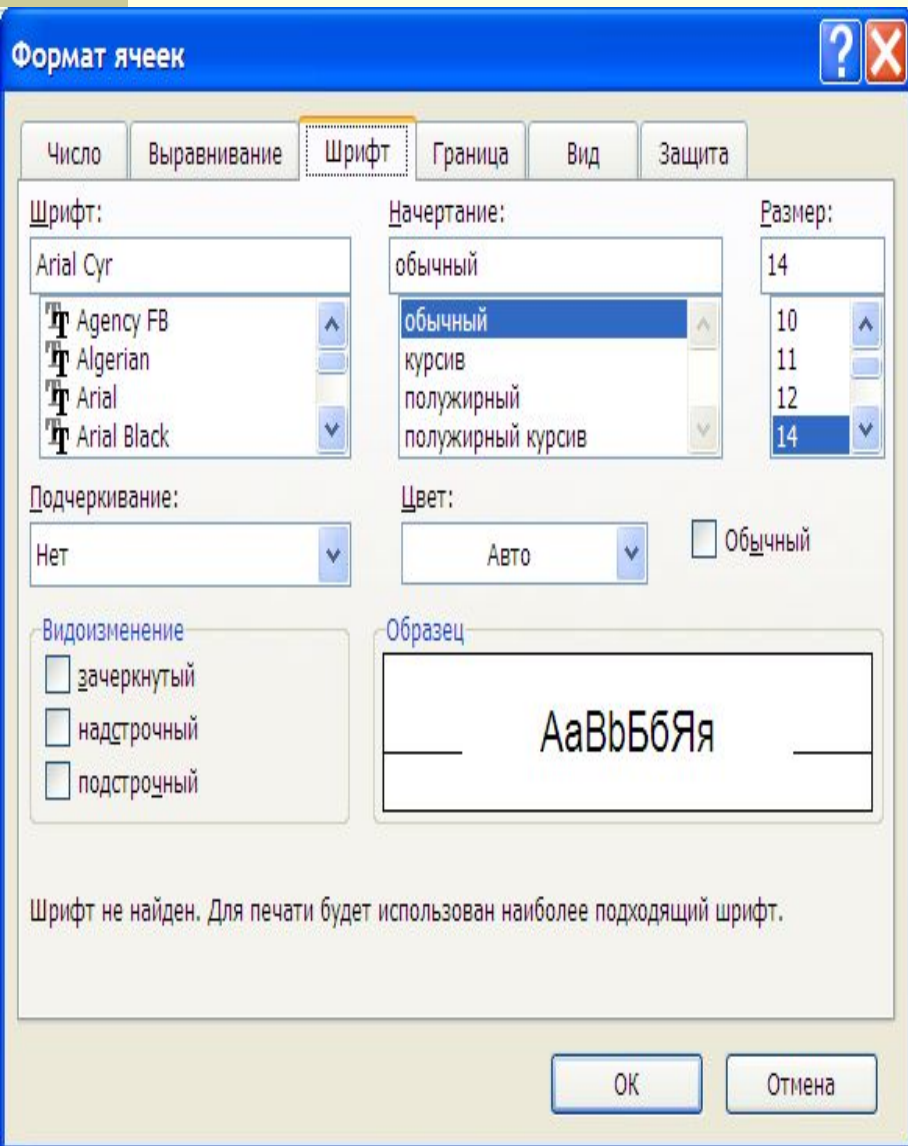 Формат ячеек
Число Выравнивание Шрифт Граница Вид Защита
Шрифт: Начертание: Размер:
Arial Cyr обычный 14
Agency FB обычный 10
Algerian курсив 11
Arial полужирный 12
Arial Black полужирный курсив 14
Подчеркивание: Цвет:
Нет Авто Обычный
Видоизменение Образец
зачеркнутый
надстрочный АаBbБбЯя
подстрочный
Шрифт не найден. Для печати будет использован наиболее подходящий шрифт.
ОК Отмена